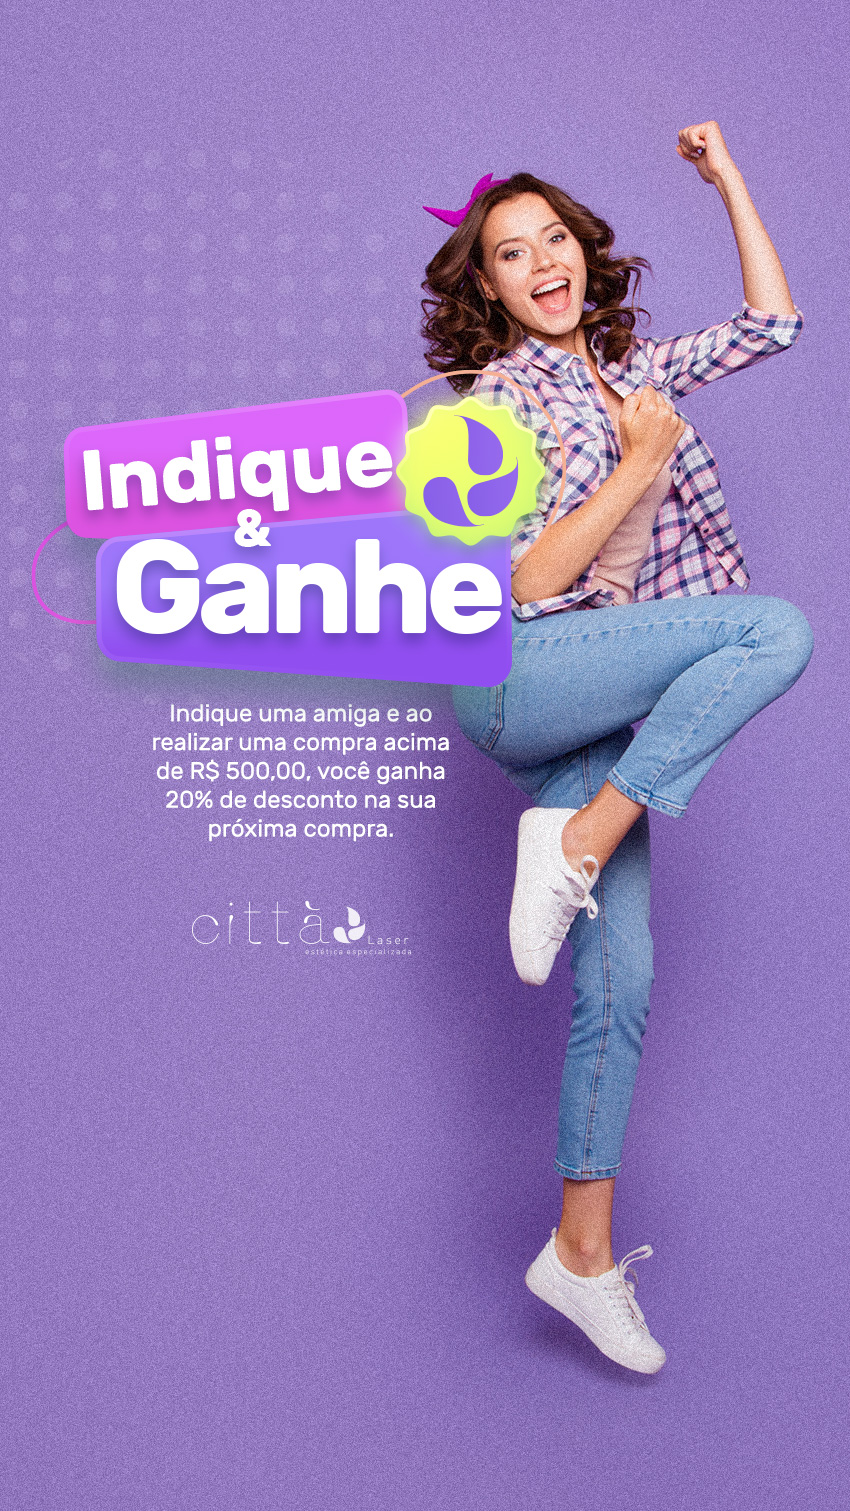 Indique
&
Ganhe
Indique uma amiga e ao
realizar uma compra acima
de R$ 500,00, você ganha
20% de desconto na sua
próxima compra.
città Laser
estética especializada